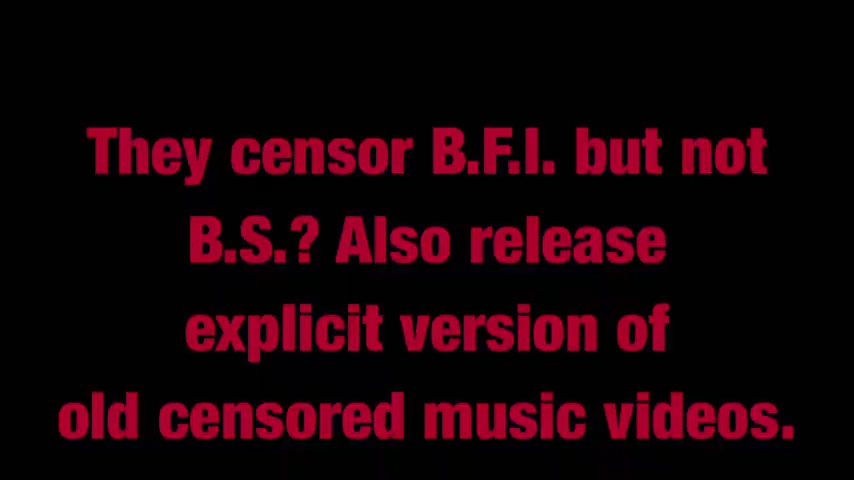 They censor B.F.I. but not
B.S.? Also release
explicit version of
old censored music videos.